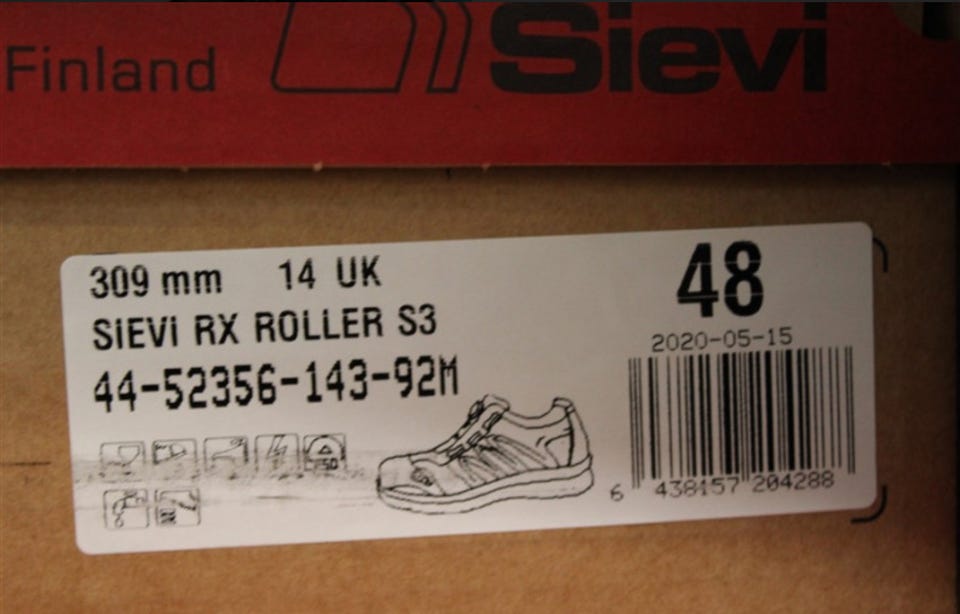 Finland
Sievi
309 mm 14 UK
SiEVi RX ROLLER S3
44-52356-143-92M
48
2020-05-15
6 438157 204288